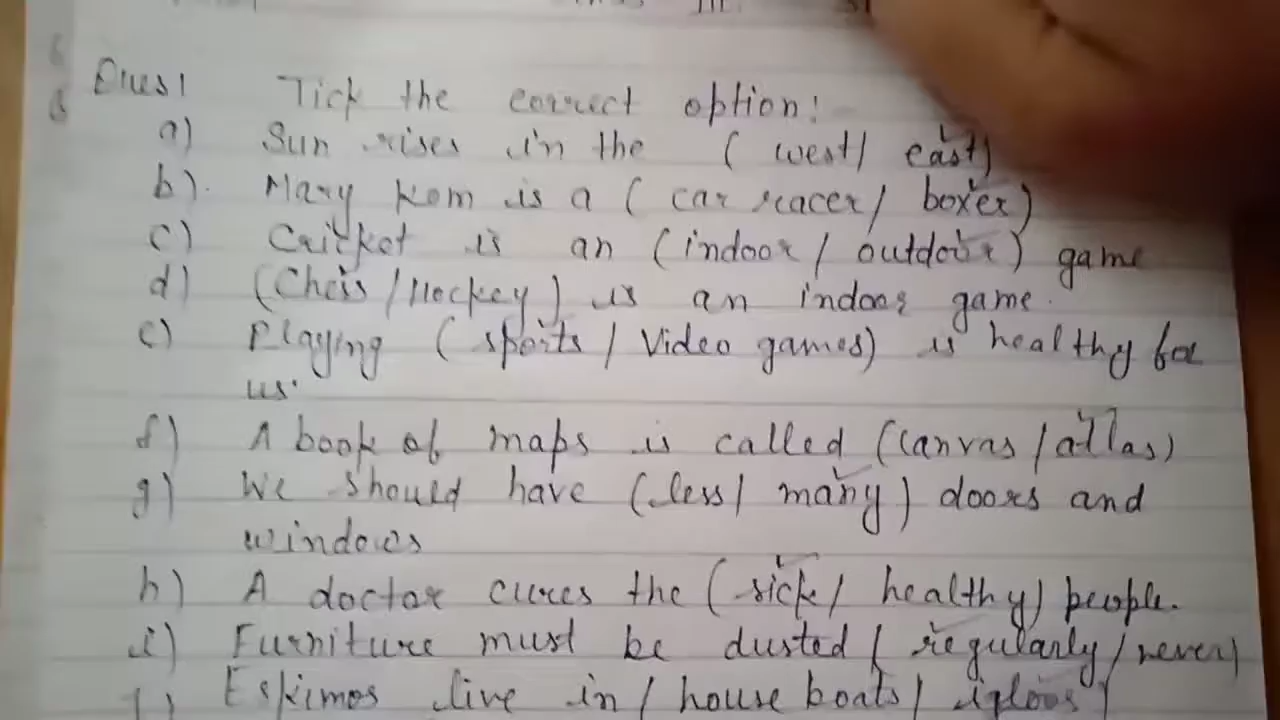 Ques1 Tick the correct option:
a) Sun rises in the (west/ east)
b). Mary Kom is a (car racer/ boxer)
c) Cricket is an (indoor / outdoor) game
d) (Chess /Hockey) is an indoor game.
e) Playing (sports / Video games) is healthy for
us.
f) A book of maps is called (canvas /atlas)
g) We should have (less/ many) doors and
windows
h) A doctor cures the (sick/ healthy) people.
i) Furniture must be dusted (regularly/never)
Eskimos live in (house boats/ igloos)